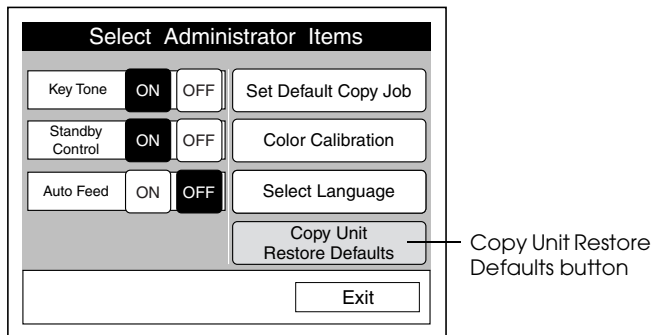 Select Administrator Items
Key Tone ON OFF
Set Default Copy Job
Standby
Control
ON OFF
Color Calibration
Auto Feed ON OFF
Select Language
Copy Unit
Restore Defaults
Copy Unit Restore
Defaults button
Exit